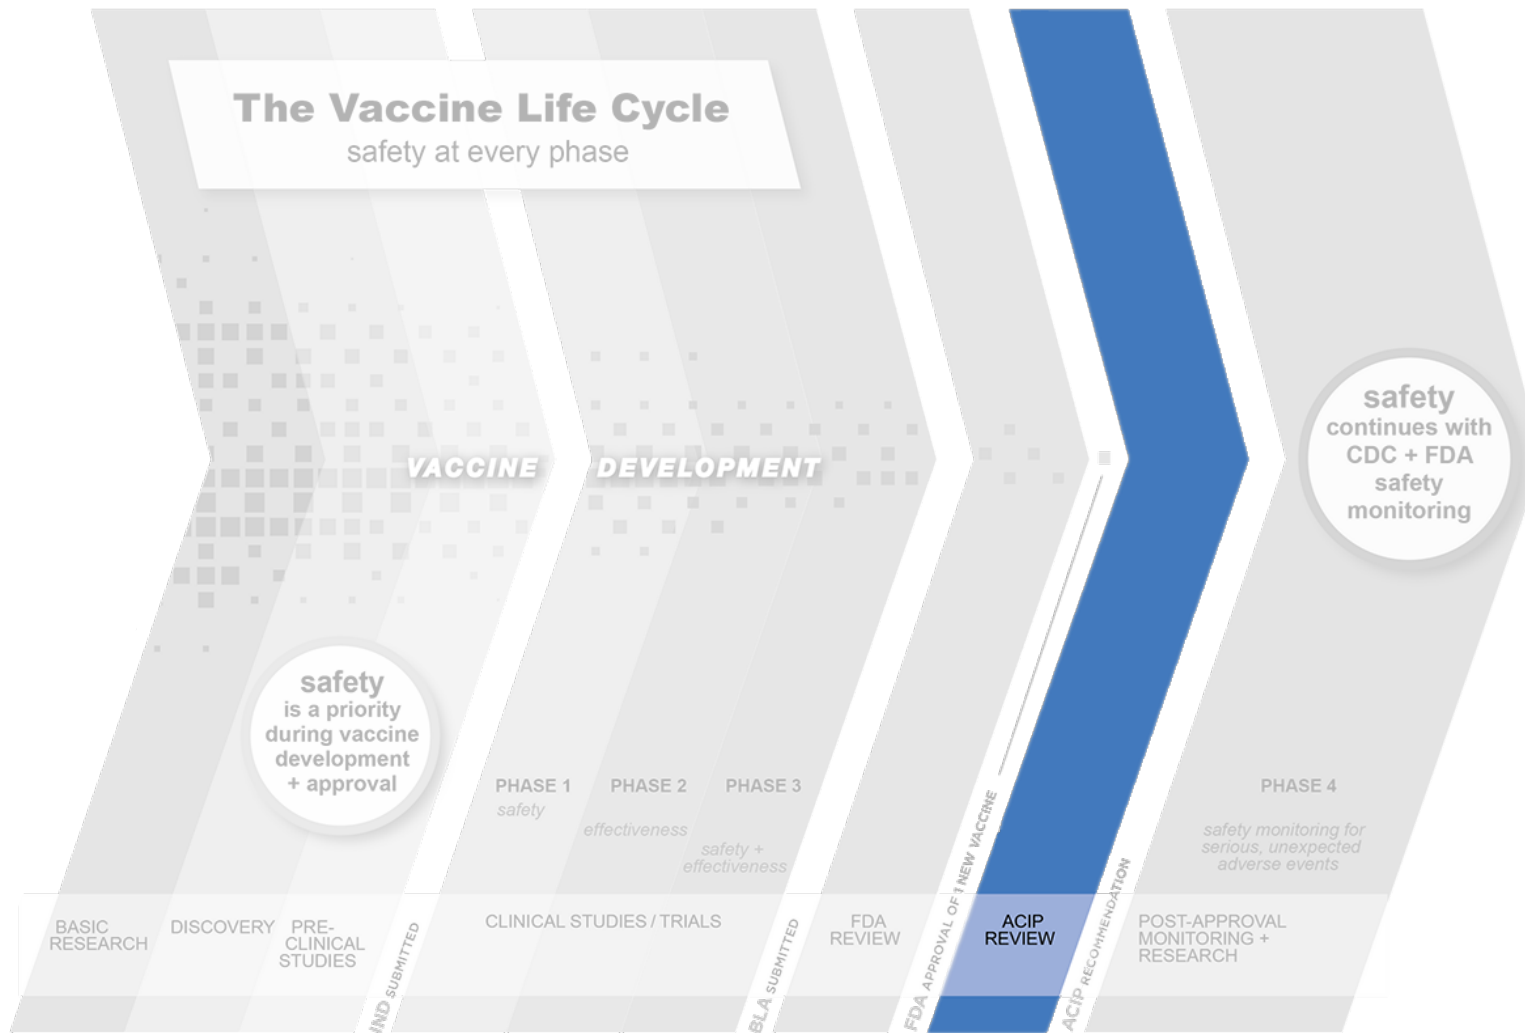 The Vaccine Life Cycle
safety at every phase
VACCINE DEVELOPMENT
safety
continues with
CDC + FDA
safety
monitoring
safety
is a priority
during vaccine
development
+ approval
PHASE 1
safety
PHASE 2
effectiveness
PHASE 3
safety +
effectiveness
PHASE 4
safety monitoring for
serious, unexpected
adverse events
BASIC
RESEARCH
DISCOVERY
PRE-
CLINICAL
STUDIES
IND SUBMITTED
CLINICAL STUDIES / TRIALS
BLA SUBMITTED
FDA
REVIEW
FDA APPROVAL OF 1 NEW VACCINE
ACIP
REVIEW
ACIP RECOMMENDATION
POST-APPROVAL
MONITORING +
RESEARCH